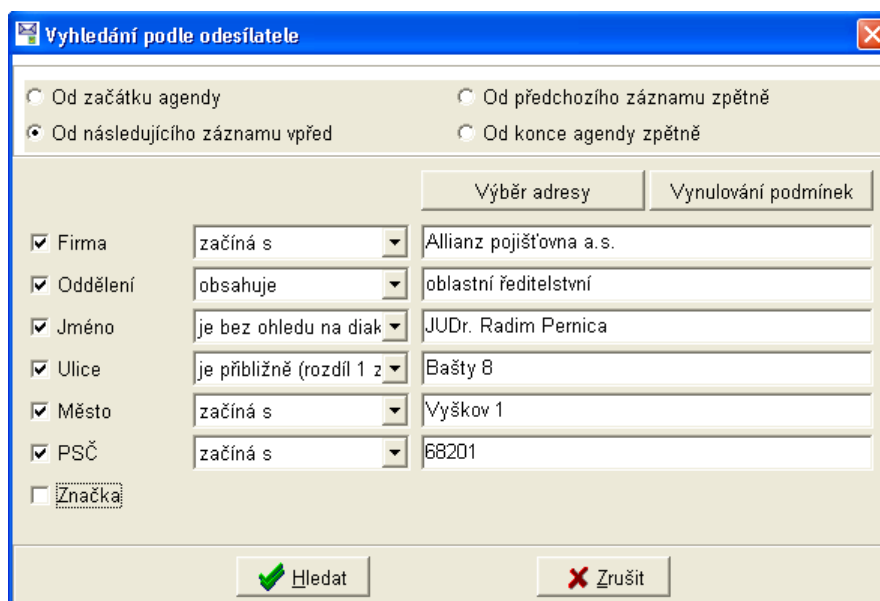 Vyhledání podle odesílatele
Od začátku agendy
Od předchozího záznamu zpětně
Od následujícího záznamu vpřed
Od konce agendy zpětně
Výběr adresy
Vynulování podmínek
Firma začíná s Allianz pojišťovna a.s.
Oddělení obsahuje oblastní ředitelstvní
Jméno je bez ohledu na diak JUDr. Radim Pernica
Ulice je přibližně (rozdíl 1 z Bašty 8
Město začíná s Vyškov 1
PSČ začíná s 68201
Značka
Hledat
Zrušit